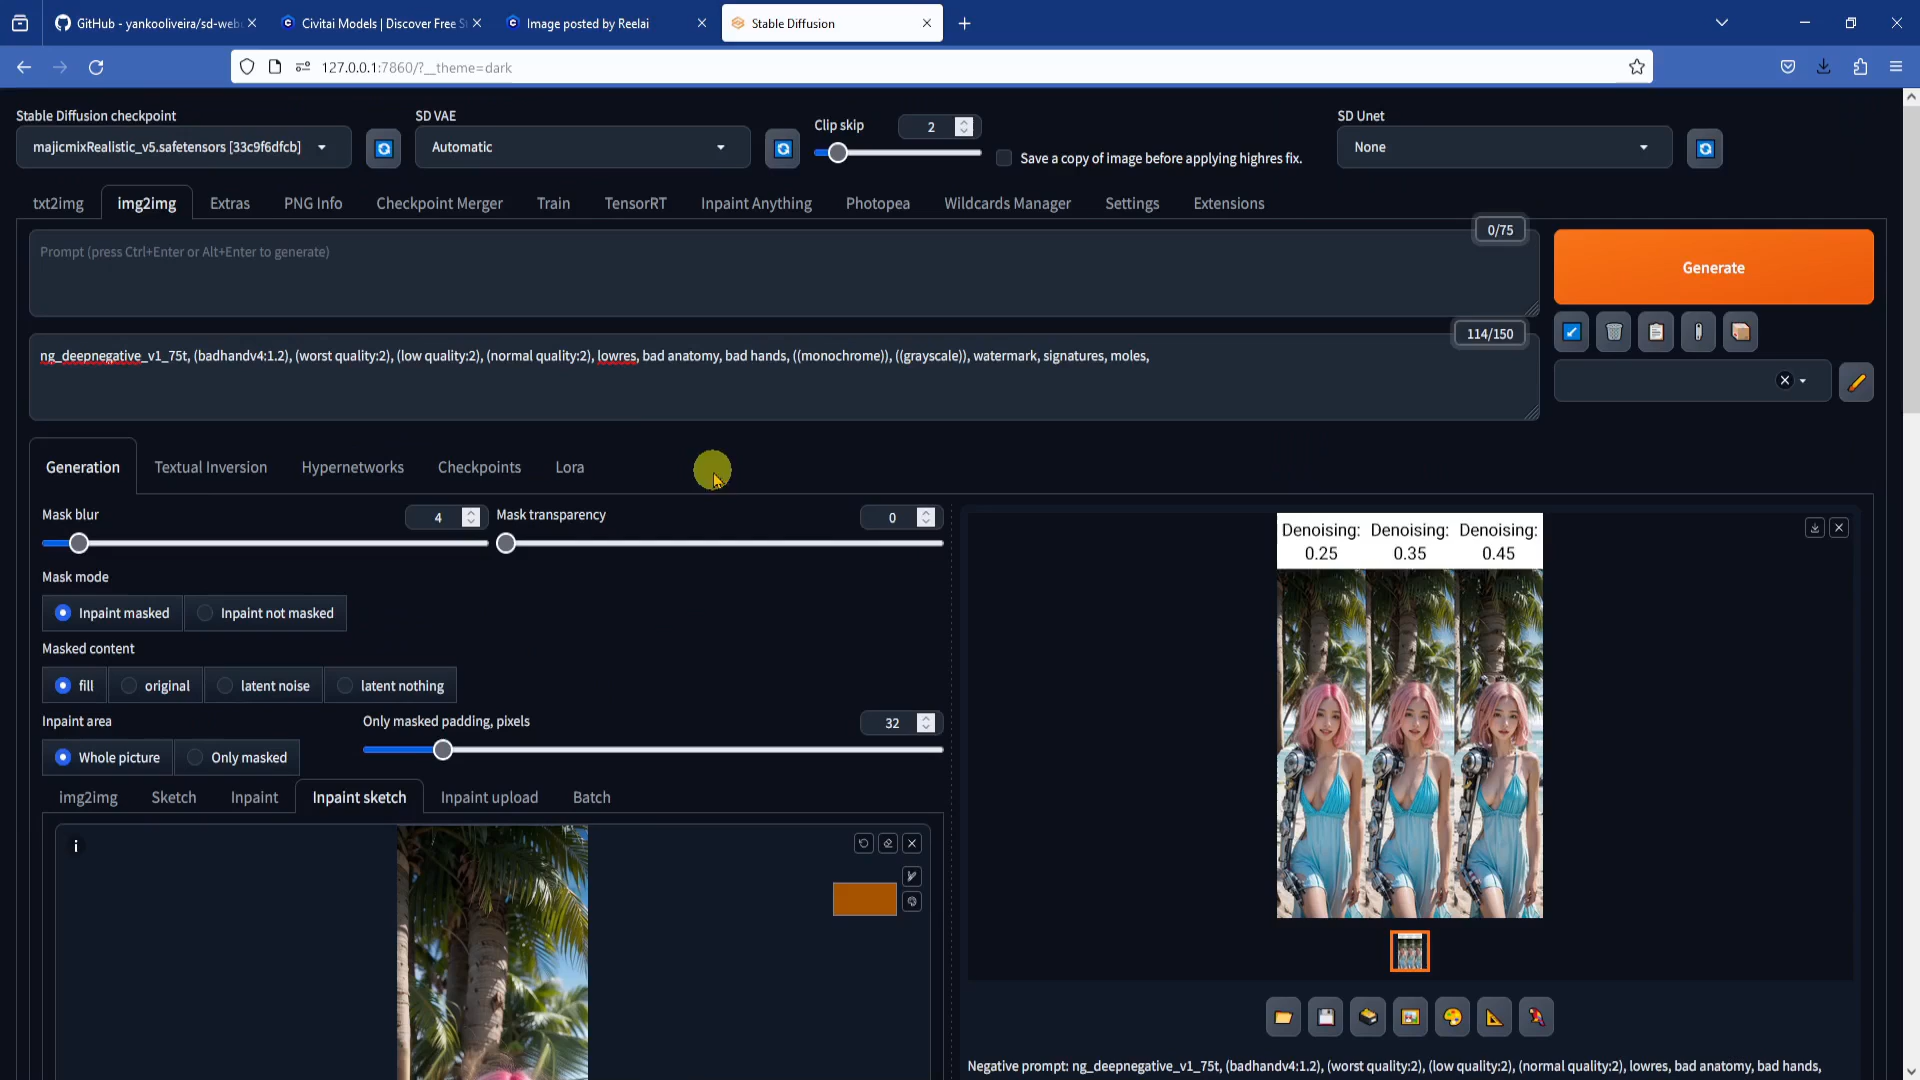 GitHub - yankooliveira/sd-web
Civitai Models | Discover Free S
Image posted by Reelai
Stable Diffusion
127.0.0.1:7860/?__theme=dark
Stable Diffusion checkpoint
majicmixRealistic_v5.safetensors [33c9f6dfcb]
SD VAE
Automatic
Clip skip
2
Save a copy of image before applying highres fix.
SD Unet
None
txt2img
img2img
Extras
PNG Info
Checkpoint Merger
Train
TensorRT
Inpaint Anything
Photopea
Wildcards Manager
Settings
Extensions
Prompt (press Ctrl+Enter or Alt+Enter to generate)
0/75
Generate
114/150
ng_deepnegative_v1_75t, (badhandv4:1.2), (worst quality:2), (low quality:2), (normal quality:2), lowres, bad anatomy, bad hands, ((monochrome)), ((grayscale)), watermark, signatures, moles,
Generation
Textual Inversion
Hypernetworks
Checkpoints
Lora
Mask blur
4
Mask transparency
0
Mask mode
Inpaint masked
Inpaint not masked
Masked content
fill
original
latent noise
latent nothing
Inpaint area
Only masked padding, pixels
32
Whole picture
Only masked
img2img
Sketch
Inpaint
Inpaint sketch
Inpaint upload
Batch
i
Denoising: Denoising: Denoising:
0.25 0.35 0.45
Negative prompt: ng_deepnegative_v1_75t, (badhandv4:1.2), (worst quality:2), (low quality:2), (normal quality:2), lowres, bad anatomy, bad hands,